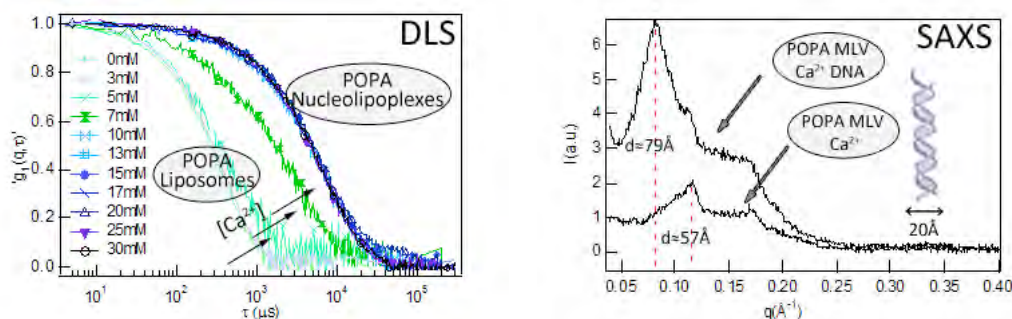 DLS
1.0
0.8
0.6
0.4
0.2
0.0
'g₁(q,τ)'
0mM
3mM
5mM
7mM
10mM
13mM
15mM
17mM
20mM
25mM
30mM
POPA
Nucleolipoplexes
POPA
Liposomes
[Ca²⁺]
10¹ 10² 10³ 10⁴ 10⁵
τ (μs)
SAXS
6
5
4
3
2
1
0
I(a.u.)
POPA MLV
Ca²⁺ DNA
POPA MLV
Ca²⁺
d≈79Å
d≈57Å
20Å
0.05 0.10 0.15 0.20 0.25 0.30 0.35 0.40
q(Å⁻¹)